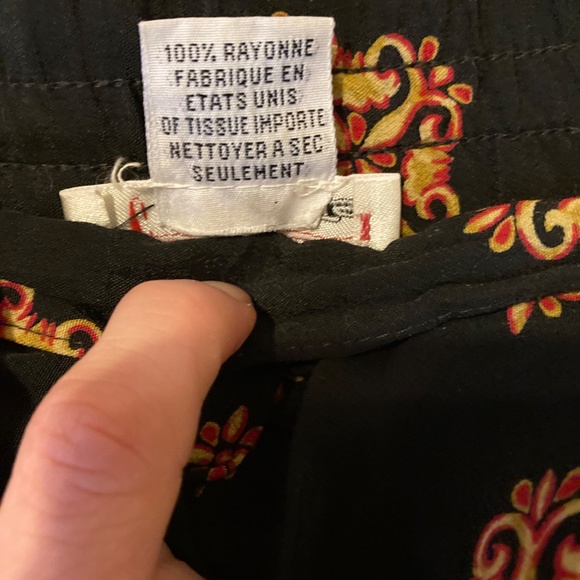 100% RAYONNE
FABRIQUE EN
ETATS UNIS
OF TISSUE IMPORTE
NETTOYER A SEC
SEULEMENT